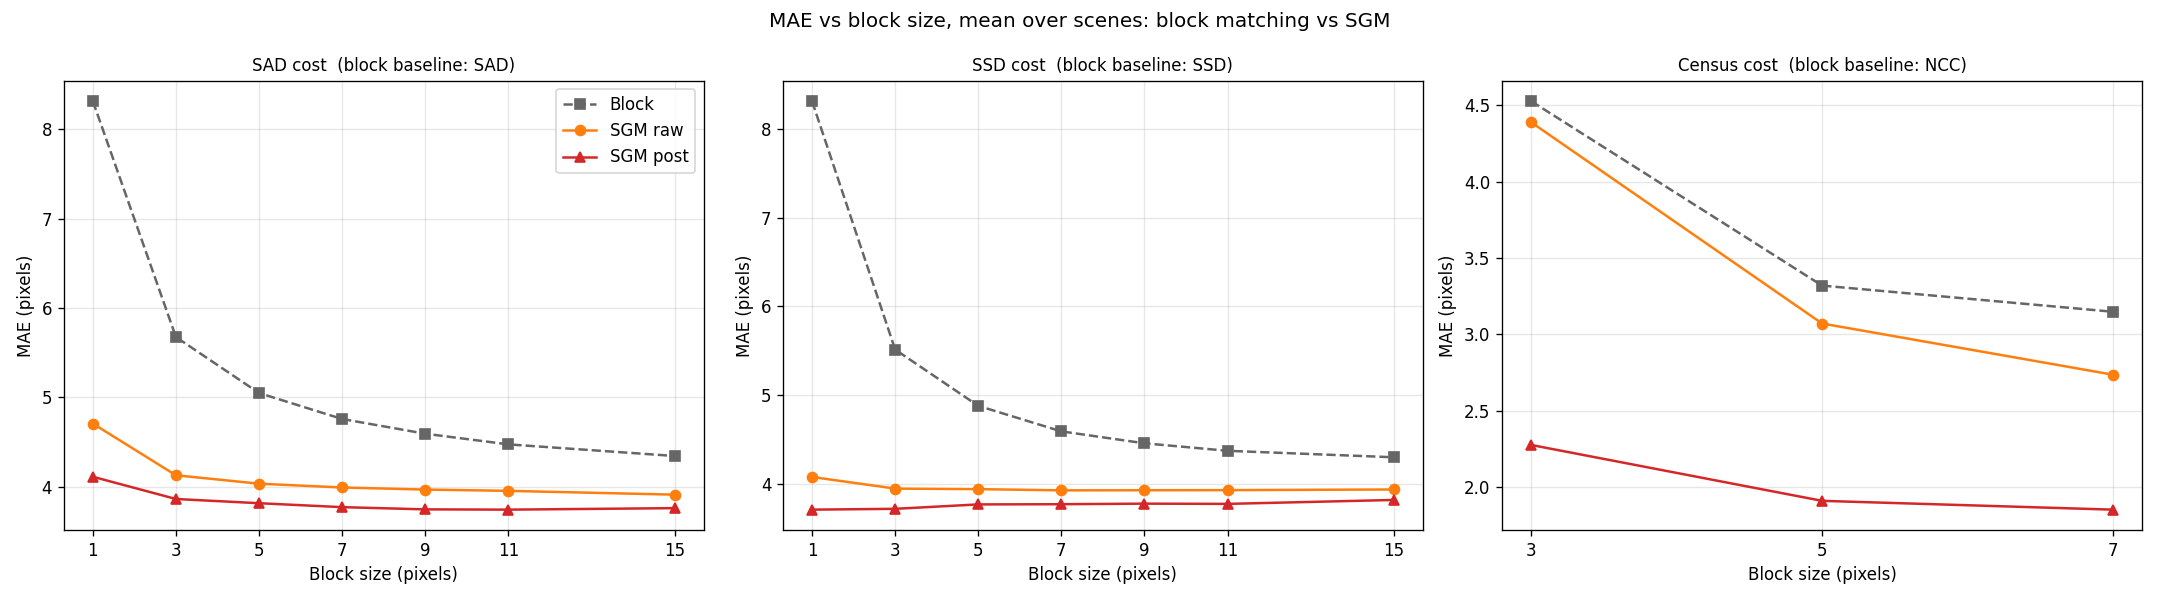 MAE vs block size, mean over scenes: block matching vs SGM
SAD cost  (block baseline: SAD)
MAE (pixels)
8
7
6
5
4
Block
SGM raw
SGM post
1 3 5 7 9 11 15
Block size (pixels)
SSD cost  (block baseline: SSD)
MAE (pixels)
8
7
6
5
4
1 3 5 7 9 11 15
Block size (pixels)
Census cost  (block baseline: NCC)
MAE (pixels)
4.5
4.0
3.5
3.0
2.5
2.0
3 5 7
Block size (pixels)